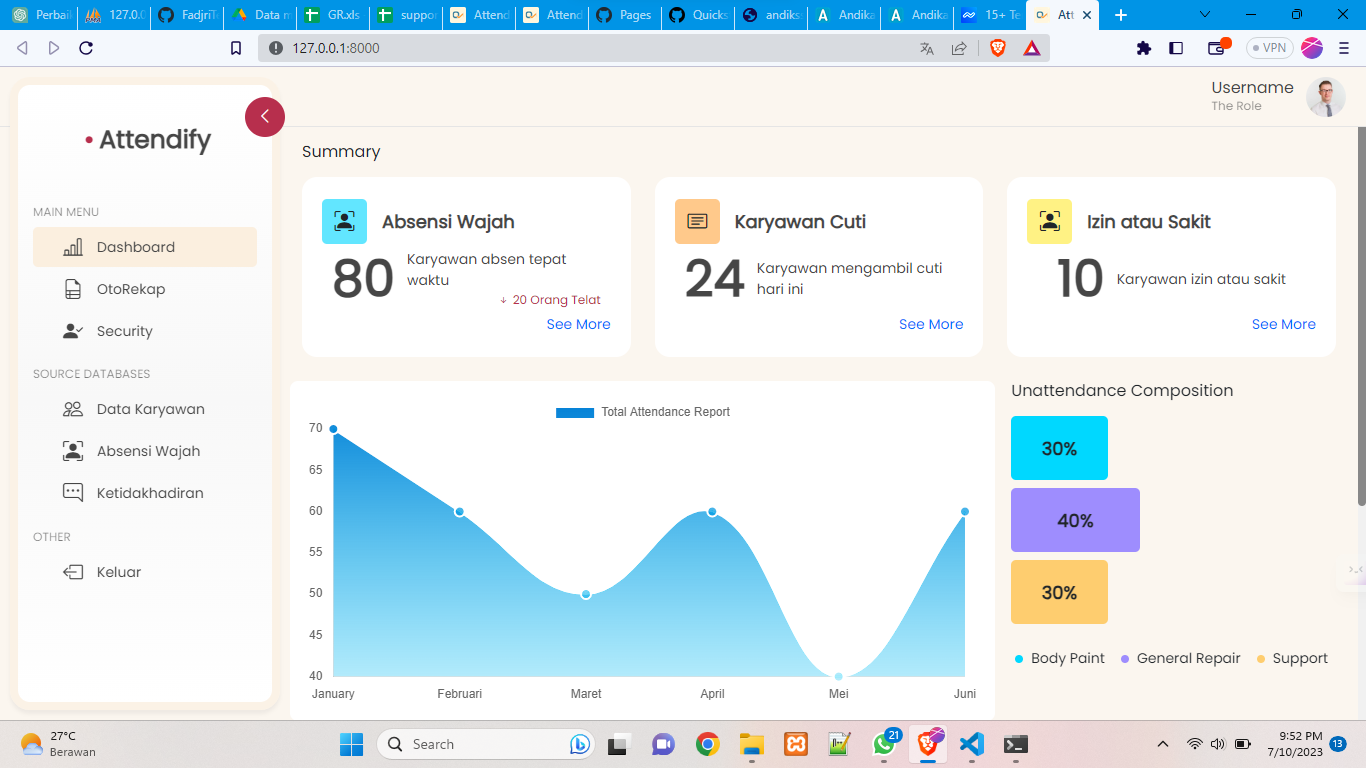 Perbail
127.0.0
FadjriT
Data m
GR.xls
suppo
Attend
Attend
Pages
Quicks
andiks
Andika
Andika
15+ Te
Att
127.0.0.1:8000
VPN
Username
The Role
• Attendify
MAIN MENU
Dashboard
OtoRekap
Security
SOURCE DATABASES
Data Karyawan
Absensi Wajah
Ketidakhadiran
OTHER
Keluar
Summary
Absensi Wajah
80
Karyawan absen tepat
waktu
↓ 20 Orang Telat
See More
Karyawan Cuti
24
Karyawan mengambil cuti
hari ini
See More
Izin atau Sakit
10
Karyawan izin atau sakit
See More
Total Attendance Report
70
65
60
55
50
45
40
January
Februari
Maret
April
Mei
Juni
Unattendance Composition
30%
40%
30%
Body Paint
General Repair
Support
27°C
Berawan
Search
21
9:52 PM
7/10/2023
13